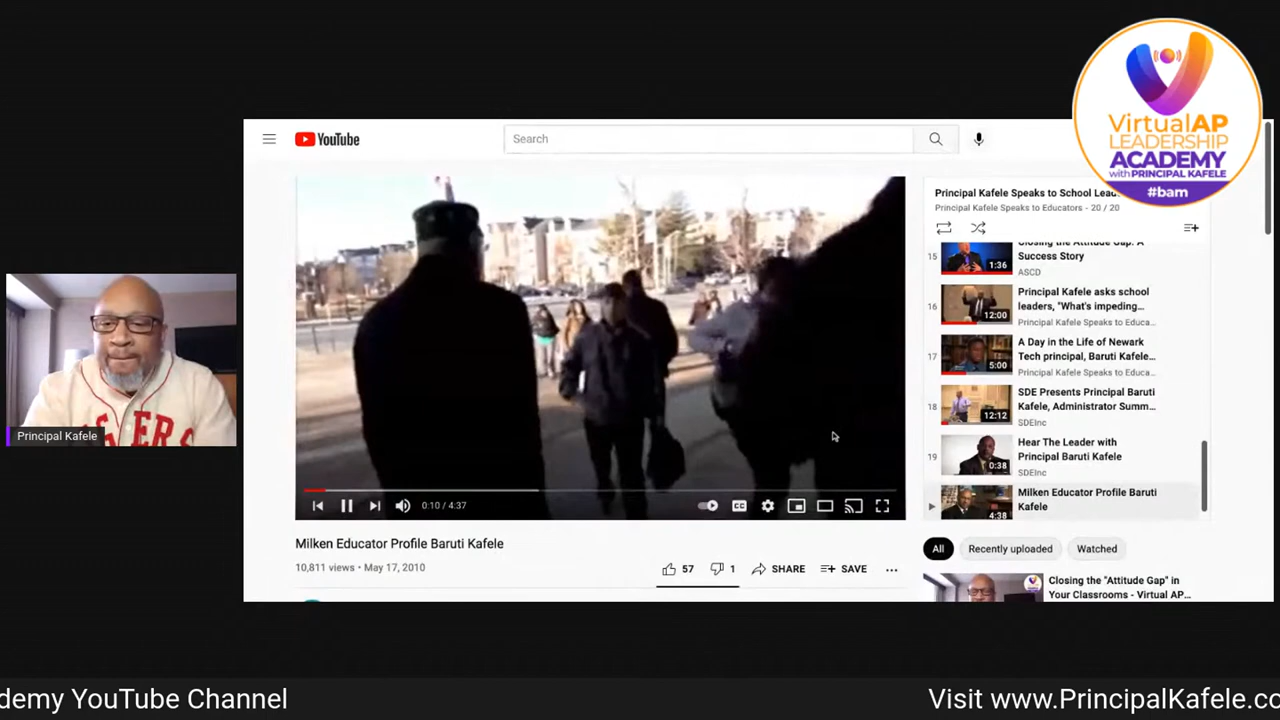 VirtualAP
LEADERSHIP
ACADEMY
with PRINCIPAL KAFELE
#bam
YouTube
Search
Principal Kafele Speaks to School Lea
Principal Kafele Speaks to Educators - 20 / 20
15
Closing the Attitude Gap: A
Success Story
ASCD
1:36
16
Principal Kafele asks school
leaders, "What's impeding...
Principal Kafele Speaks to Educa...
12:00
17
A Day in the Life of Newark
Tech principal, Baruti Kafele...
Principal Kafele Speaks to Educa...
5:00
18
SDE Presents Principal Baruti
Kafele, Administrator Summ...
SDEInc
12:12
19
Hear The Leader with
Principal Baruti Kafele
SDEInc
0:38
Milken Educator Profile Baruti
Kafele
4:38
ERS
Principal Kafele
0:10 / 4:37
CC
Milken Educator Profile Baruti Kafele
10,811 views • May 17, 2010
57
1
SHARE
SAVE
All
Recently uploaded
Watched
Closing the "Attitude Gap" in
Your Classrooms - Virtual AP...
demy YouTube Channel
Visit www.PrincipalKafele.co